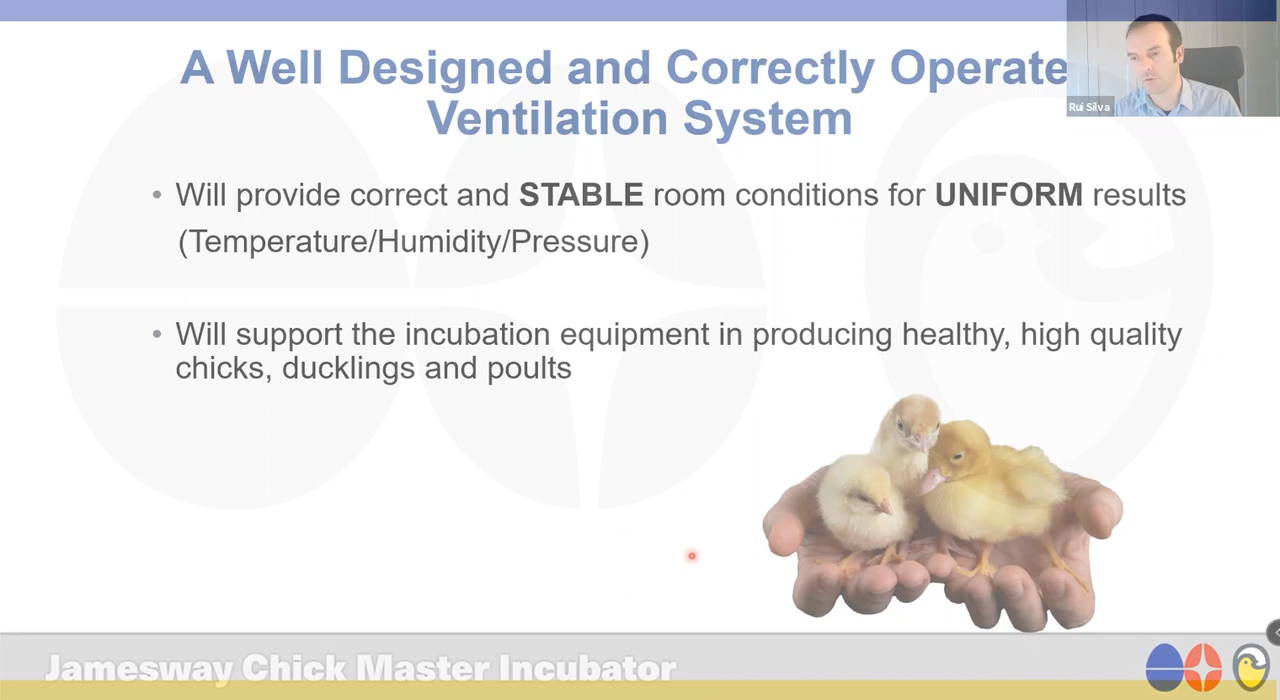 A Well Designed and Correctly Operate
Ventilation System
Rui Silva
• Will provide correct and STABLE room conditions for UNIFORM results
(Temperature/Humidity/Pressure)
• Will support the incubation equipment in producing healthy, high quality
chicks, ducklings and poults
Jamesway Chick Master Incubator